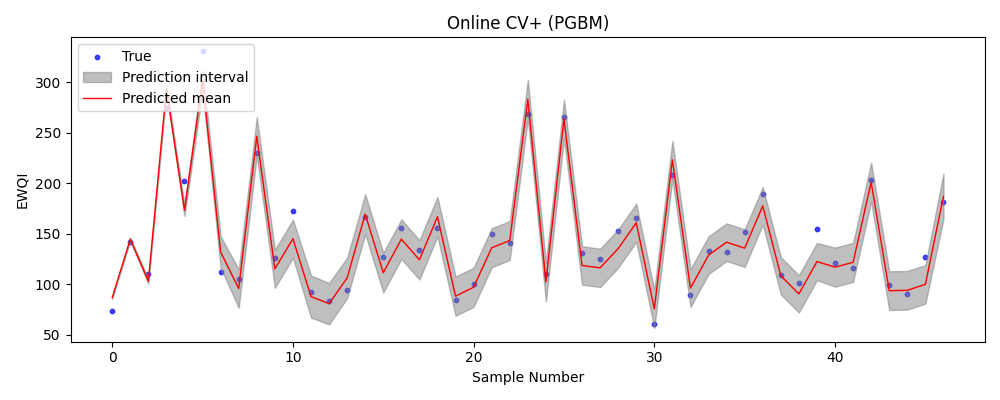 Online CV+ (PGBM)
True
Prediction interval
Predicted mean
EWQI
300
250
200
150
100
50
0
10
20
30
40
Sample Number